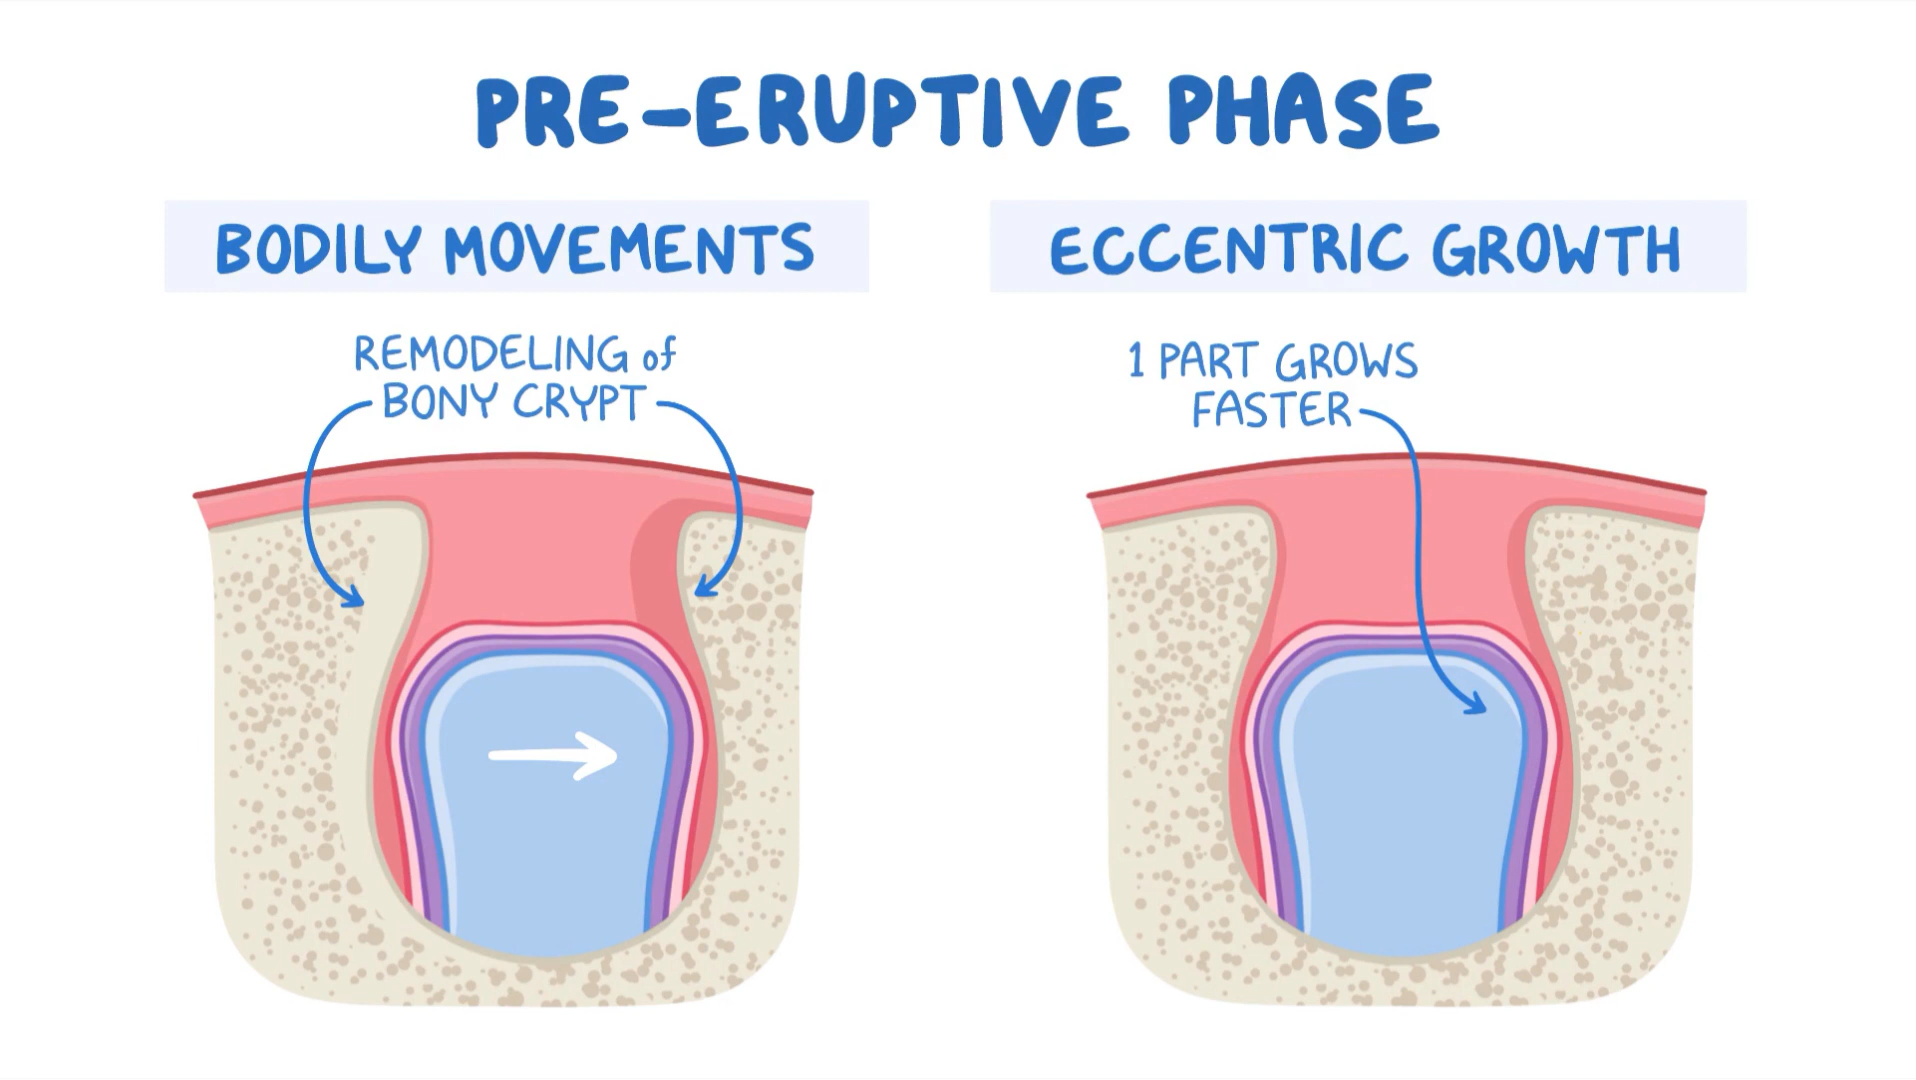 PRE-ERUPTIVE PHASE
BODILY MOVEMENTS
REMODELING of
BONY CRYPT
ECCENTRIC GROWTH
1 PART GROWS
FASTER